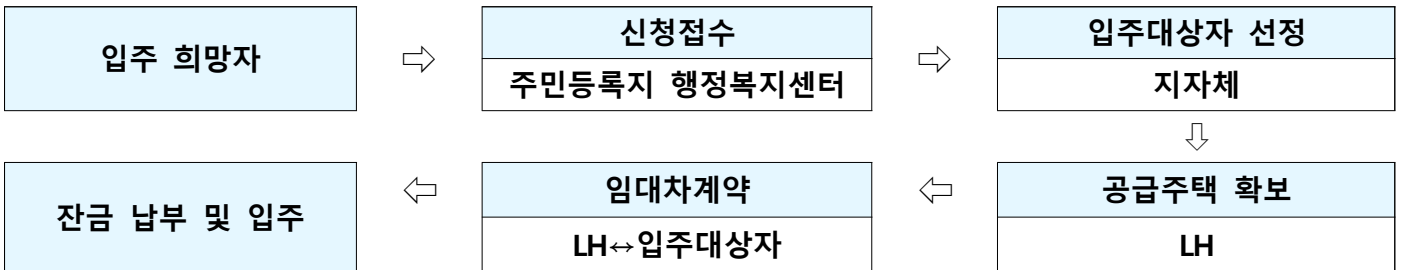 입주 희망자
⇨
신청접수
주민등록지 행정복지센터
⇨
입주대상자 선정
지자체
⇩
공급주택 확보
LH
⇦
임대차계약
LH↔입주대상자
⇦
잔금 납부 및 입주